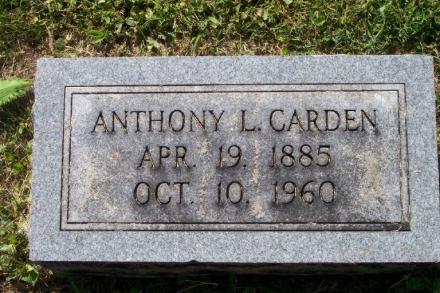 ANTHONY L. CARDEN
APR. 19. 1885
OCT. 10. 1960